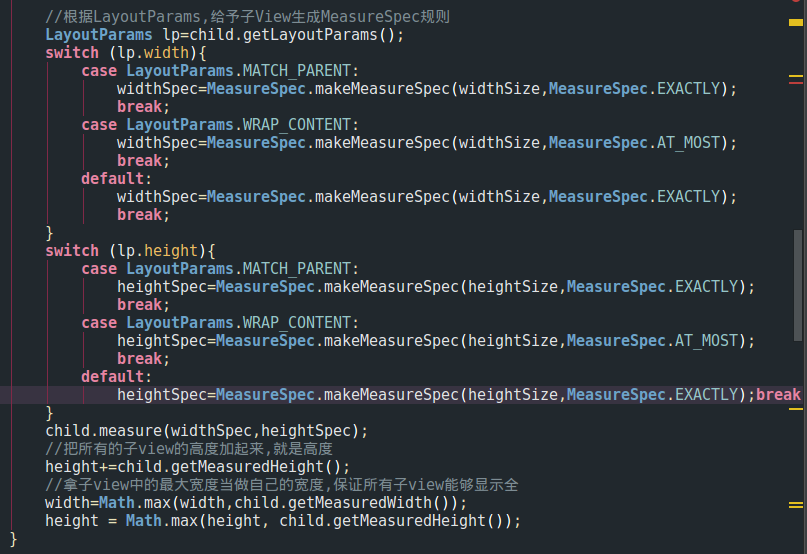 //根据LayoutParams,给予子View生成MeasureSpec规则
LayoutParams lp=child.getLayoutParams();
switch (lp.width){
case LayoutParams.MATCH_PARENT:
widthSpec=MeasureSpec.makeMeasureSpec(widthSize,MeasureSpec.EXACTLY);
break;
case LayoutParams.WRAP_CONTENT:
widthSpec=MeasureSpec.makeMeasureSpec(widthSize,MeasureSpec.AT_MOST);
break;
default:
widthSpec=MeasureSpec.makeMeasureSpec(widthSize,MeasureSpec.EXACTLY);
break;
}
switch (lp.height){
case LayoutParams.MATCH_PARENT:
heightSpec=MeasureSpec.makeMeasureSpec(heightSize,MeasureSpec.EXACTLY);
break;
case LayoutParams.WRAP_CONTENT:
heightSpec=MeasureSpec.makeMeasureSpec(heightSize,MeasureSpec.AT_MOST);
break;
default:
heightSpec=MeasureSpec.makeMeasureSpec(heightSize,MeasureSpec.EXACTLY);break
}
child.measure(widthSpec,heightSpec);
//把所有的子view的高度加起来,就是高度
height+=child.getMeasuredHeight();
//拿子view中的最大宽度当做自己的宽度,保证所有子view能够显示全
width=Math.max(width,child.getMeasuredWidth());
height = Math.max(height, child.getMeasuredHeight());
}